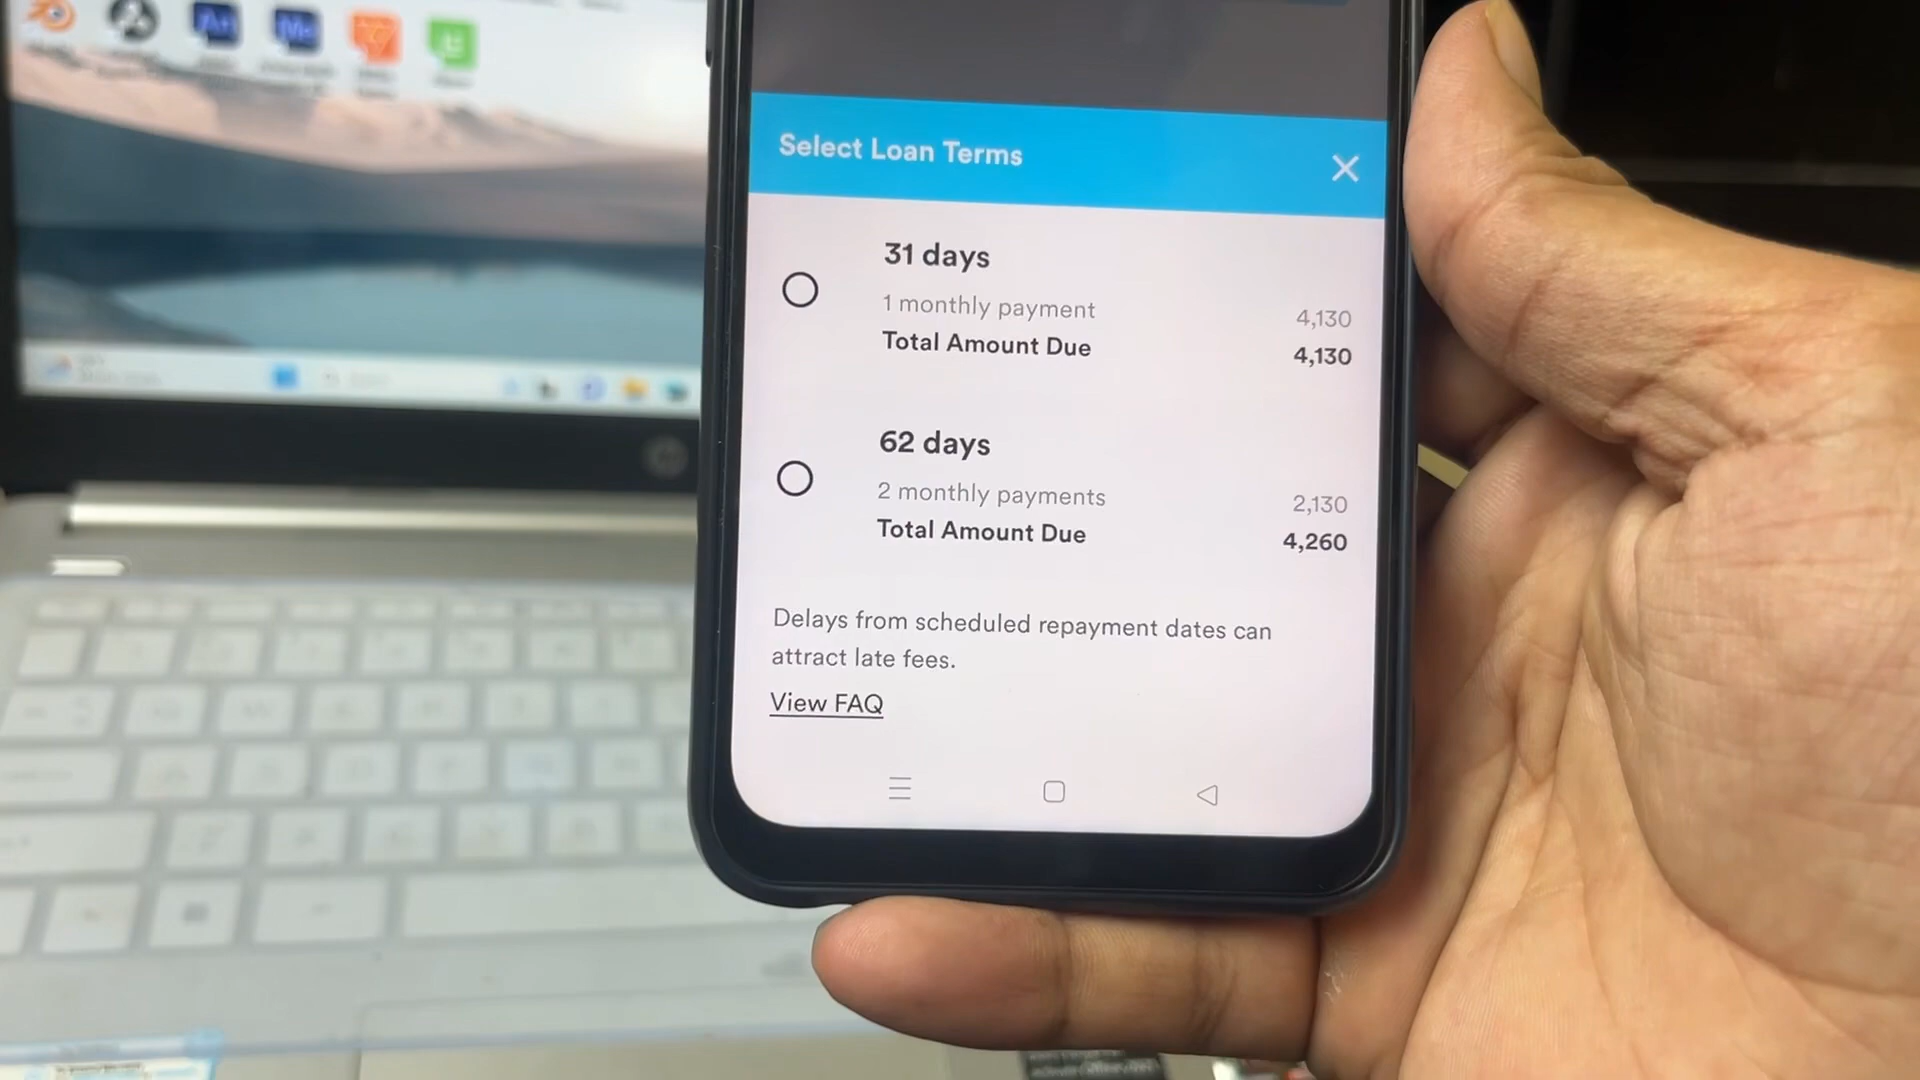 Select Loan Terms
31 days
1 monthly payment 4,130
Total Amount Due 4,130
62 days
2 monthly payments 2,130
Total Amount Due 4,260
Delays from scheduled repayment dates can
attract late fees.
View FAQ